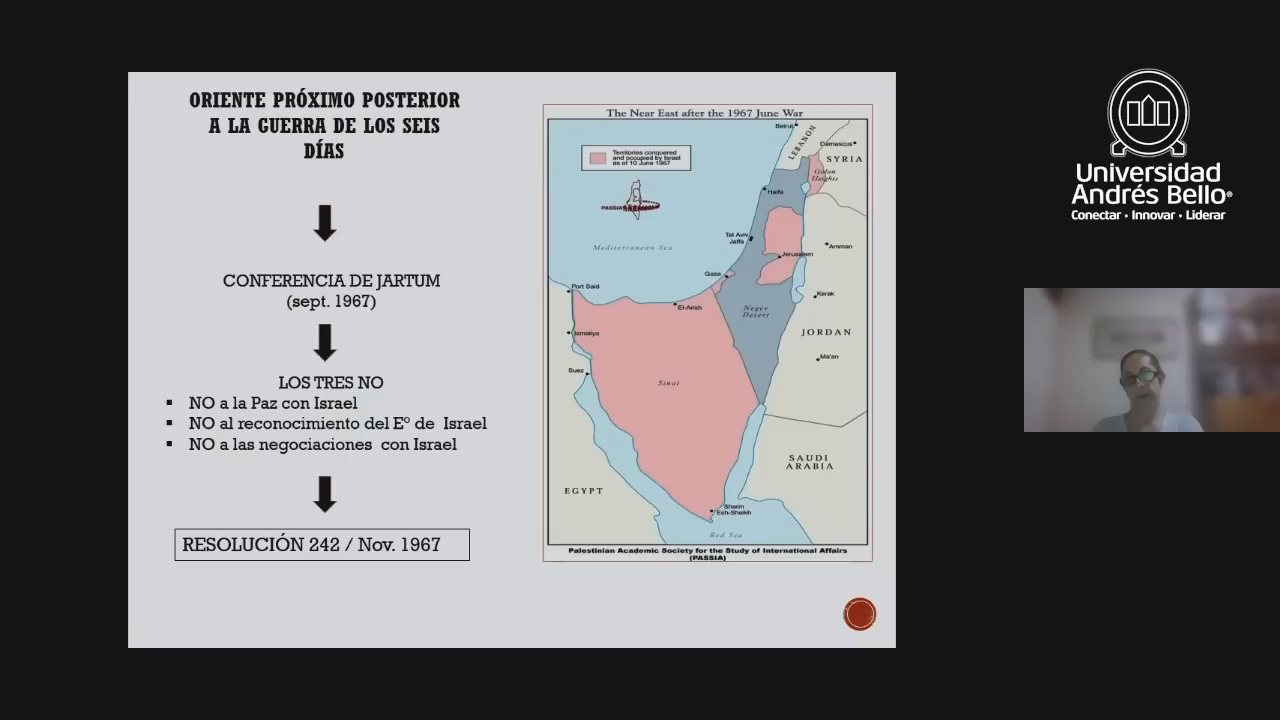 ORIENTE PRÓXIMO POSTERIOR
A LA GUERRA DE LOS SEIS
DÍAS
CONFERENCIA DE JARTUM
(sept. 1967)
LOS TRES NO
▪ NO a la Paz con Israel
▪ NO al reconocimiento del Eº de Israel
▪ NO a las negociaciones con Israel
RESOLUCIÓN 242 / Nov. 1967
The Near East after the 1967 June War
Beirut
LEBANON
Damascus
SYRIA
Territories conquered
and occupied by Israel
as of 10 June 1967
Golan
Heights
Haifa
PASSIA
Tel Aviv
Jaffa
Mediterranean Sea
Amman
Jerusalem
Gaza
Port Said
Kerak
El-Arish
Negev
Desert
Ismailya
JORDAN
Ma'an
Suez
Sinai
SAUDI
ARABIA
EGYPT
Sharm
Esh-Sheikh
Red Sea
Palestinian Academic Society for the Study of International Affairs
(PASSIA)
Universidad
Andrés Bello®
Conectar • Innovar • Liderar